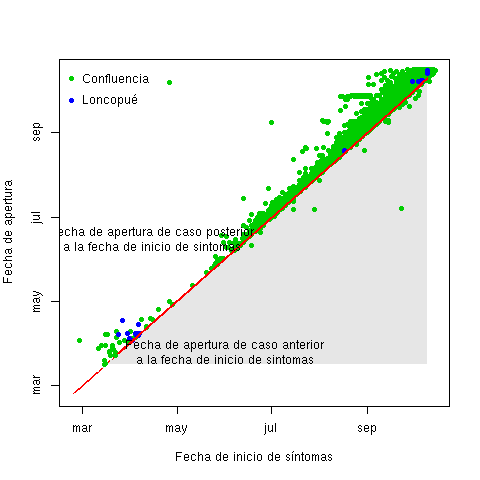 Confluencia
Loncopué
sep
jul
may
mar
Fecha de apertura
echa de apertura de caso posterior
a la fecha de inicio de sintomas
Fecha de apertura de caso anterior
a la fecha de inicio de sintomas
mar
may
jul
sep
Fecha de inicio de síntomas